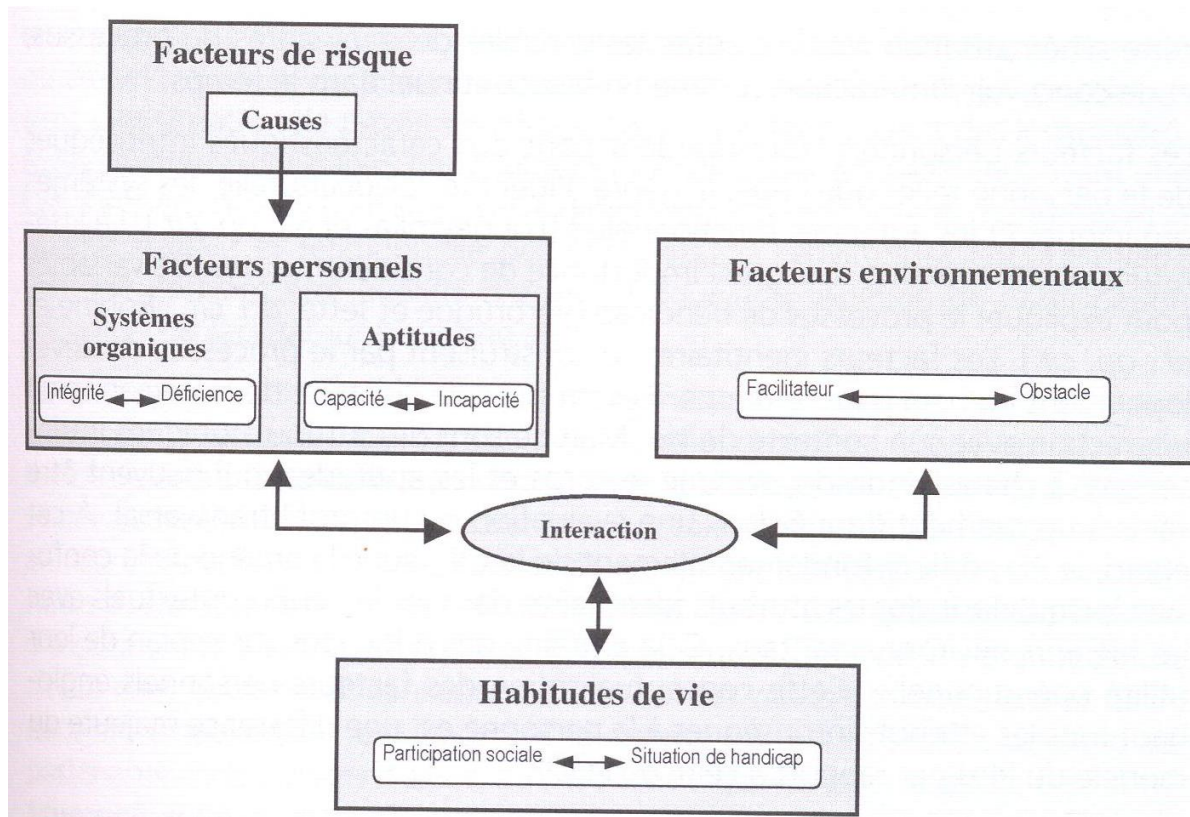 Facteurs de risque
Causes
Facteurs personnels
Systèmes
organiques
Intégrité Déficience
Aptitudes
Capacité Incapacité
Facteurs environnementaux
Facilitateur Obstacle
Interaction
Habitudes de vie
Participation sociale Situation de handicap